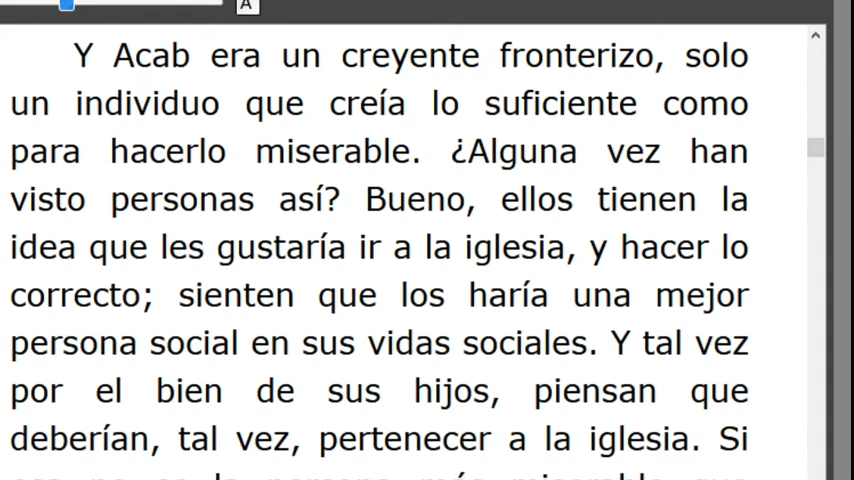 A
Y Acab era un creyente fronterizo, solo
un individuo que creía lo suficiente como
para hacerlo miserable. ¿Alguna vez han
visto personas así? Bueno, ellos tienen la
idea que les gustaría ir a la iglesia, y hacer lo
correcto; sienten que los haría una mejor
persona social en sus vidas sociales. Y tal vez
por el bien de sus hijos, piensan que
deberían, tal vez, pertenecer a la iglesia. Si